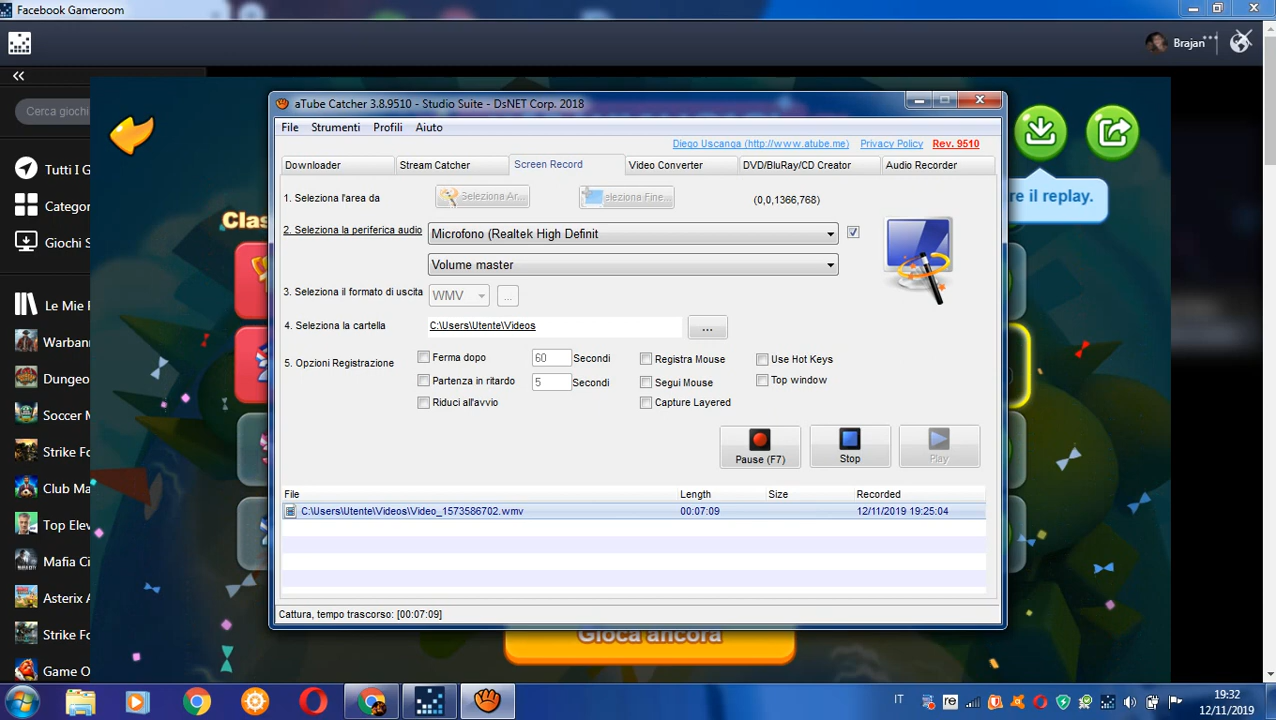 Facebook Gameroom
Brajan
Cerca giochi
Tutti I G
Categor
Giochi S
Le Mie P
Warbann
Dungeo
Soccer M
Strike Fo
Club Ma
Top Elev
Mafia Ci
Asterix A
Strike Fo
Game O
Clas
re il replay.
aTube Catcher 3.8.9510 - Studio Suite - DsNET Corp. 2018
File Strumenti Profili Aiuto
Diego Uscanga (http://www.atube.me) Privacy Policy Rev. 9510
Downloader Stream Catcher Screen Record Video Converter DVD/BluRay/CD Creator Audio Recorder
1. Seleziona l'area da Seleziona Ar... eleziona Fine... (0,0,1366,768)
2. Seleziona la periferica audio Microfono (Realtek High Definit
Volume master
3. Seleziona il formato di uscita WMV ...
4. Seleziona la cartella C:\Users\Utente\Videos ...
5. Opzioni Registrazione
Ferma dopo 60 Secondi Registra Mouse Use Hot Keys
Partenza in ritardo 5 Secondi Segui Mouse Top window
Riduci all'avvio Capture Layered
Pause (F7) Stop Play
File Length Size Recorded
C:\Users\Utente\Videos\Video_1573586702.wmv 00:07:09 12/11/2019 19:25:04
Cattura, tempo trascorso: [00:07:09]
Gioca ancora
IT
19:32
12/11/2019